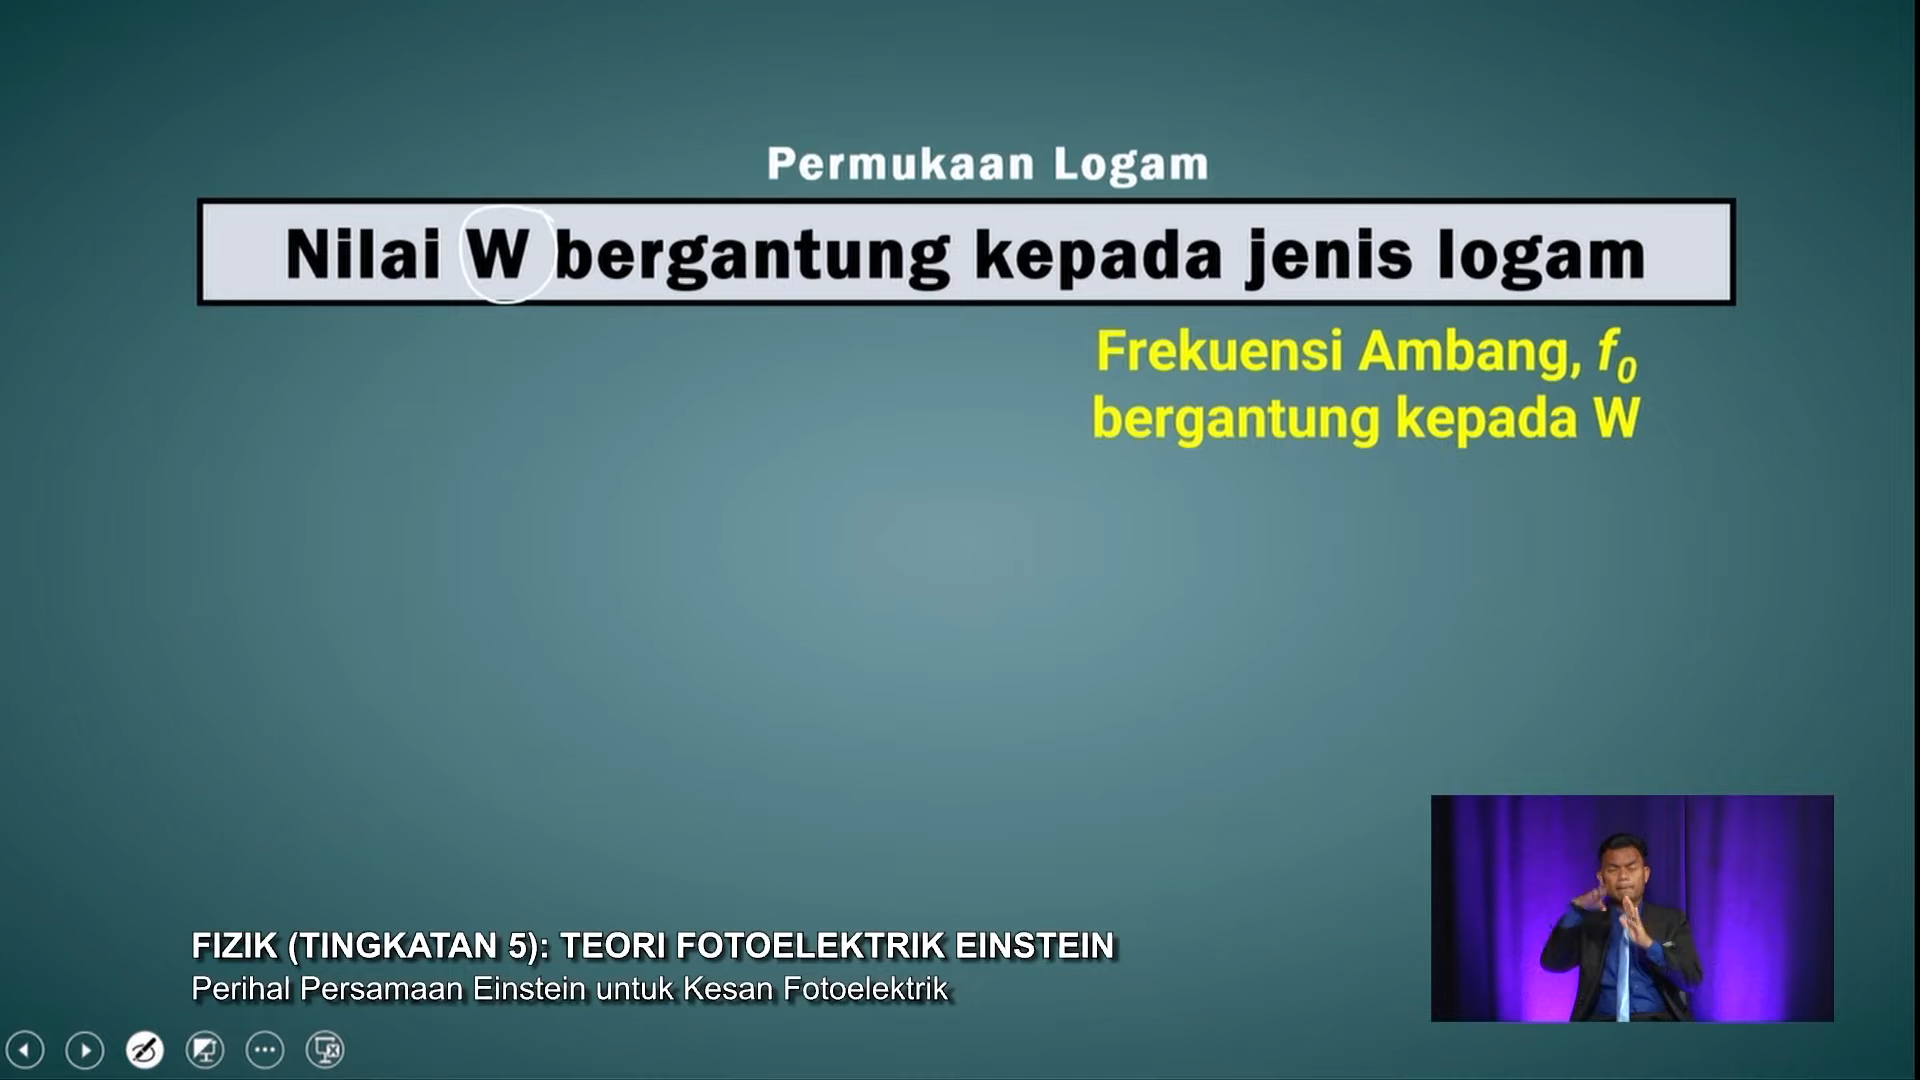 Permukaan Logam
Nilai W bergantung kepada jenis logam
Frekuensi Ambang, f₀
bergantung kepada W
FIZIK (TINGKATAN 5): TEORI FOTOELEKTRIK EINSTEIN
Perihal Persamaan Einstein untuk Kesan Fotoelektrik